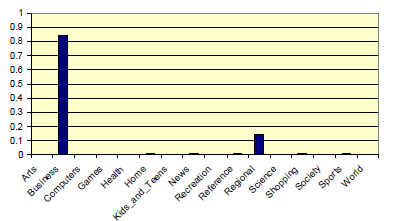 1
0.9
0.8
0.7
0.6
0.5
0.4
0.3
0.2
0.1
0
Arts
Business
Computers
Games
Health
Home
Kids_and_Teens
News
Recreation
Reference
Regional
Science
Shopping
Society
Sports
World